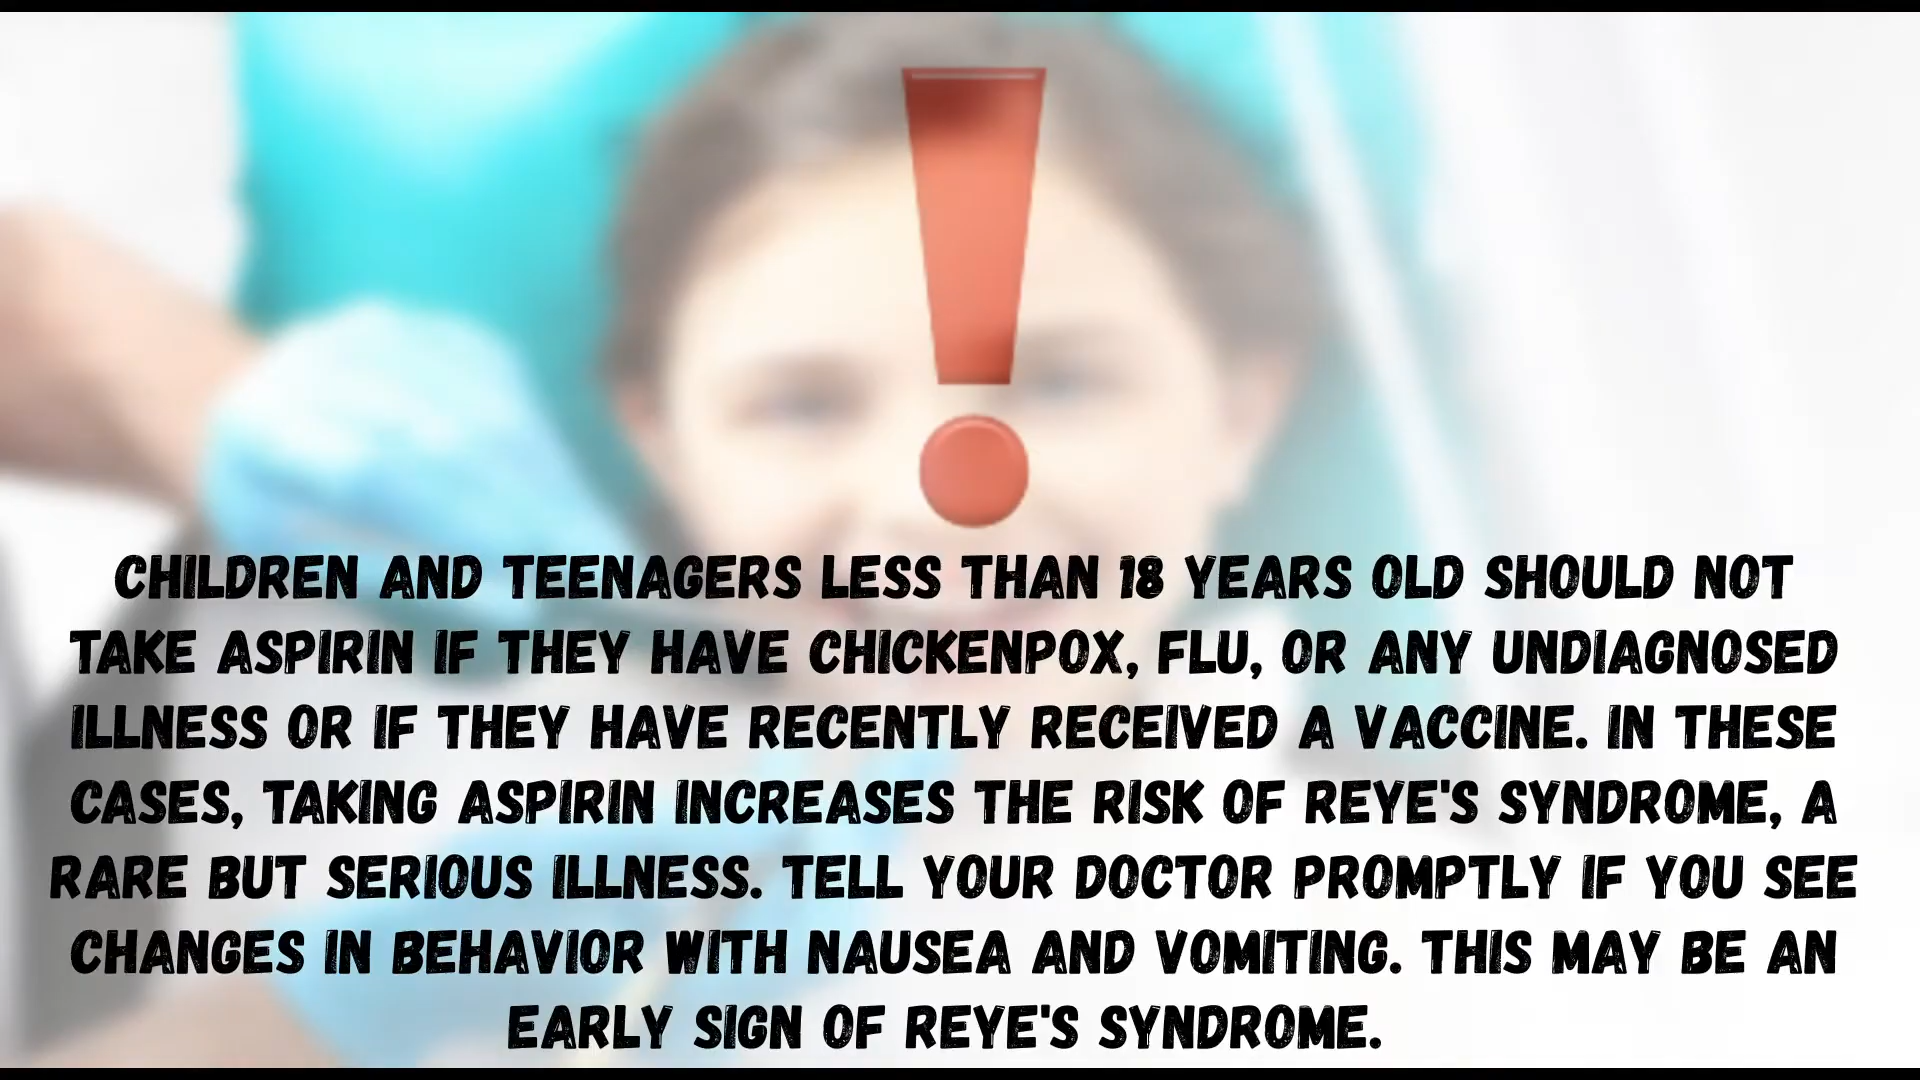 CHILDREN AND TEENAGERS LESS THAN 18 YEARS OLD SHOULD NOT
TAKE ASPIRIN IF THEY HAVE CHICKENPOX, FLU, OR ANY UNDIAGNOSED
ILLNESS OR IF THEY HAVE RECENTLY RECEIVED A VACCINE. IN THESE
CASES, TAKING ASPIRIN INCREASES THE RISK OF REYE'S SYNDROME, A
RARE BUT SERIOUS ILLNESS. TELL YOUR DOCTOR PROMPTLY IF YOU SEE
CHANGES IN BEHAVIOR WITH NAUSEA AND VOMITING. THIS MAY BE AN
EARLY SIGN OF REYE'S SYNDROME.